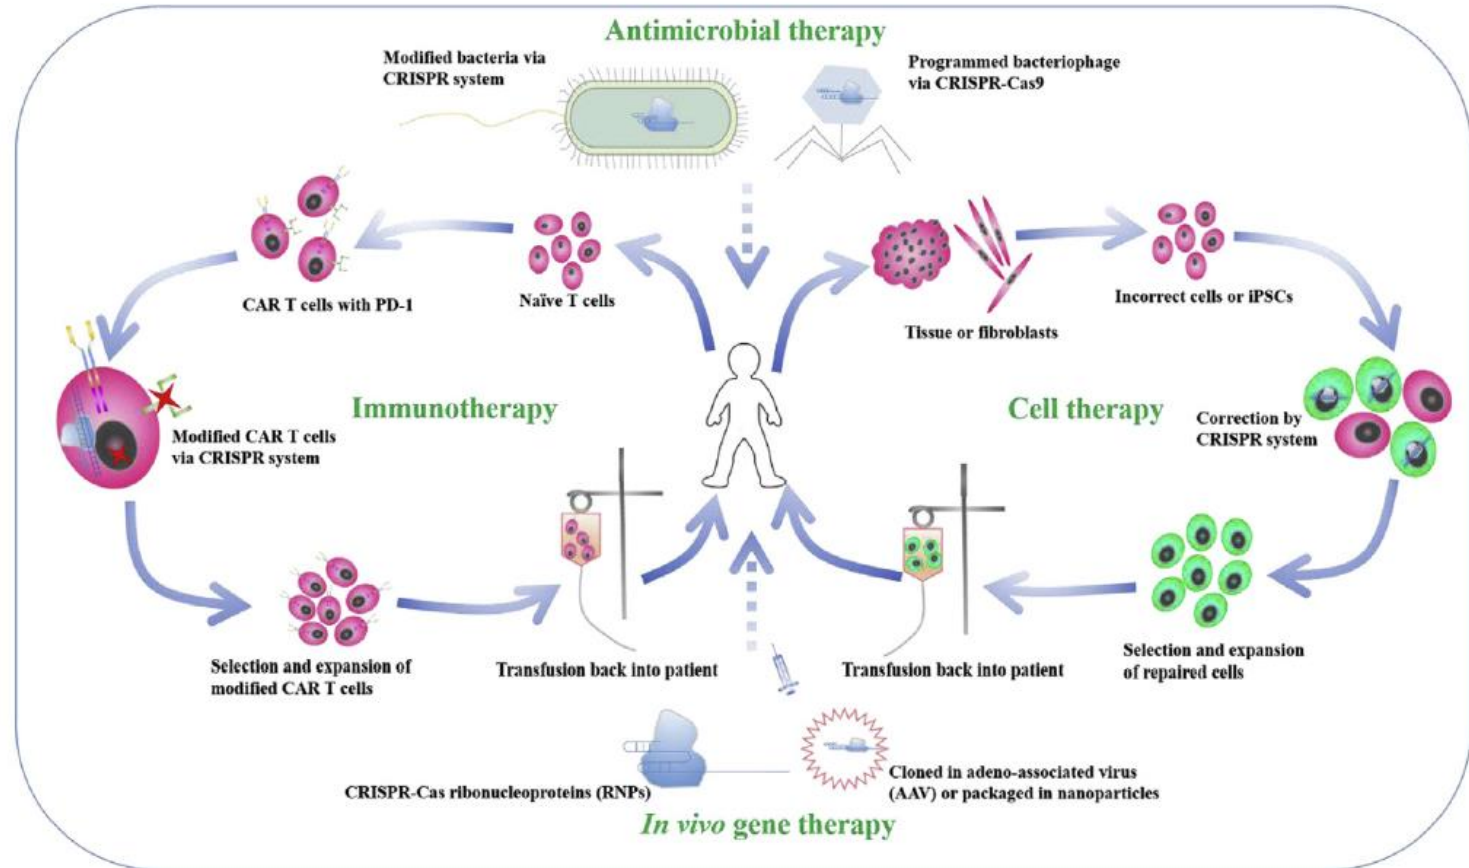 Antimicrobial therapy
Modified bacteria via
CRISPR system
Programmed bacteriophage
via CRISPR-Cas9
CAR T cells with PD-1
Naïve T cells
Tissue or fibroblasts
Incorrect cells or iPSCs
Immunotherapy
Cell therapy
Modified CAR T cells
via CRISPR system
Correction by
CRISPR system
Selection and expansion of
modified CAR T cells
Transfusion back into patient
Transfusion back into patient
Selection and expansion
of repaired cells
CRISPR-Cas ribonucleoproteins (RNPs)
Cloned in adeno-associated virus
(AAV) or packaged in nanoparticles
In vivo gene therapy